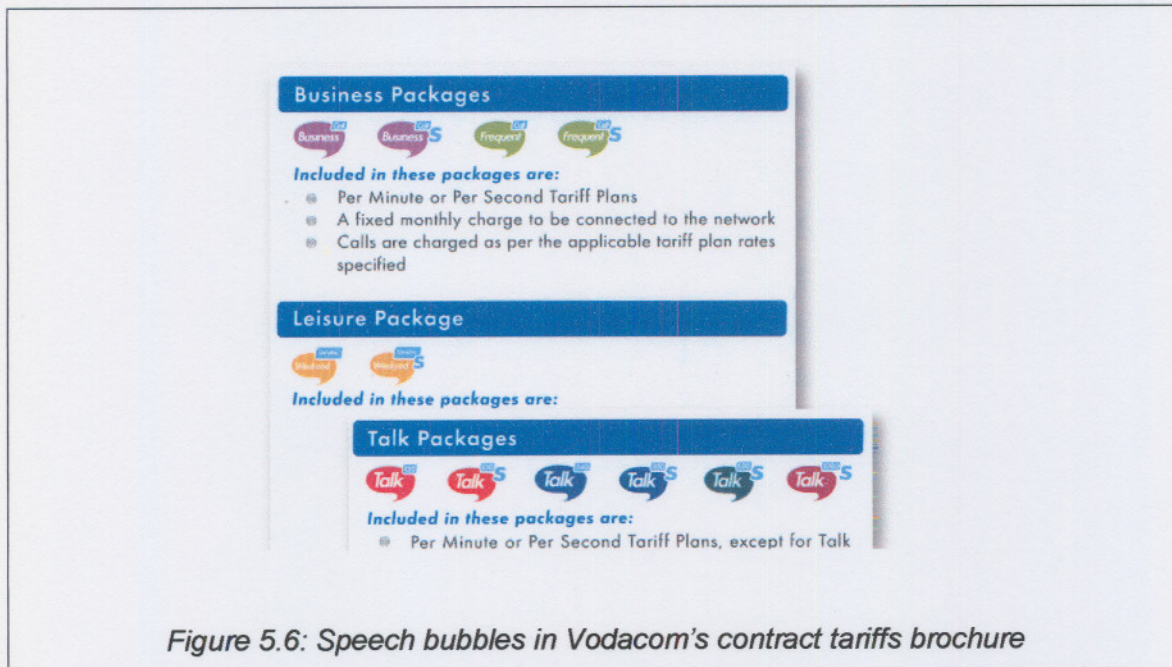 Business Packages
Business Call Business Call S Frequent Call Frequent Call S
Included in these packages are:
Per Minute or Per Second Tariff Plans
A fixed monthly charge to be connected to the network
Calls are charged as per the applicable tariff plan rates
specified
Leisure Package
Weekend Weekend S
Included in these packages are:
Talk Packages
Talk Talk S Talk Talk S Talk S Talk S
Included in these packages are:
Per Minute or Per Second Tariff Plans, except for Talk
Figure 5.6: Speech bubbles in Vodacom's contract tariffs brochure